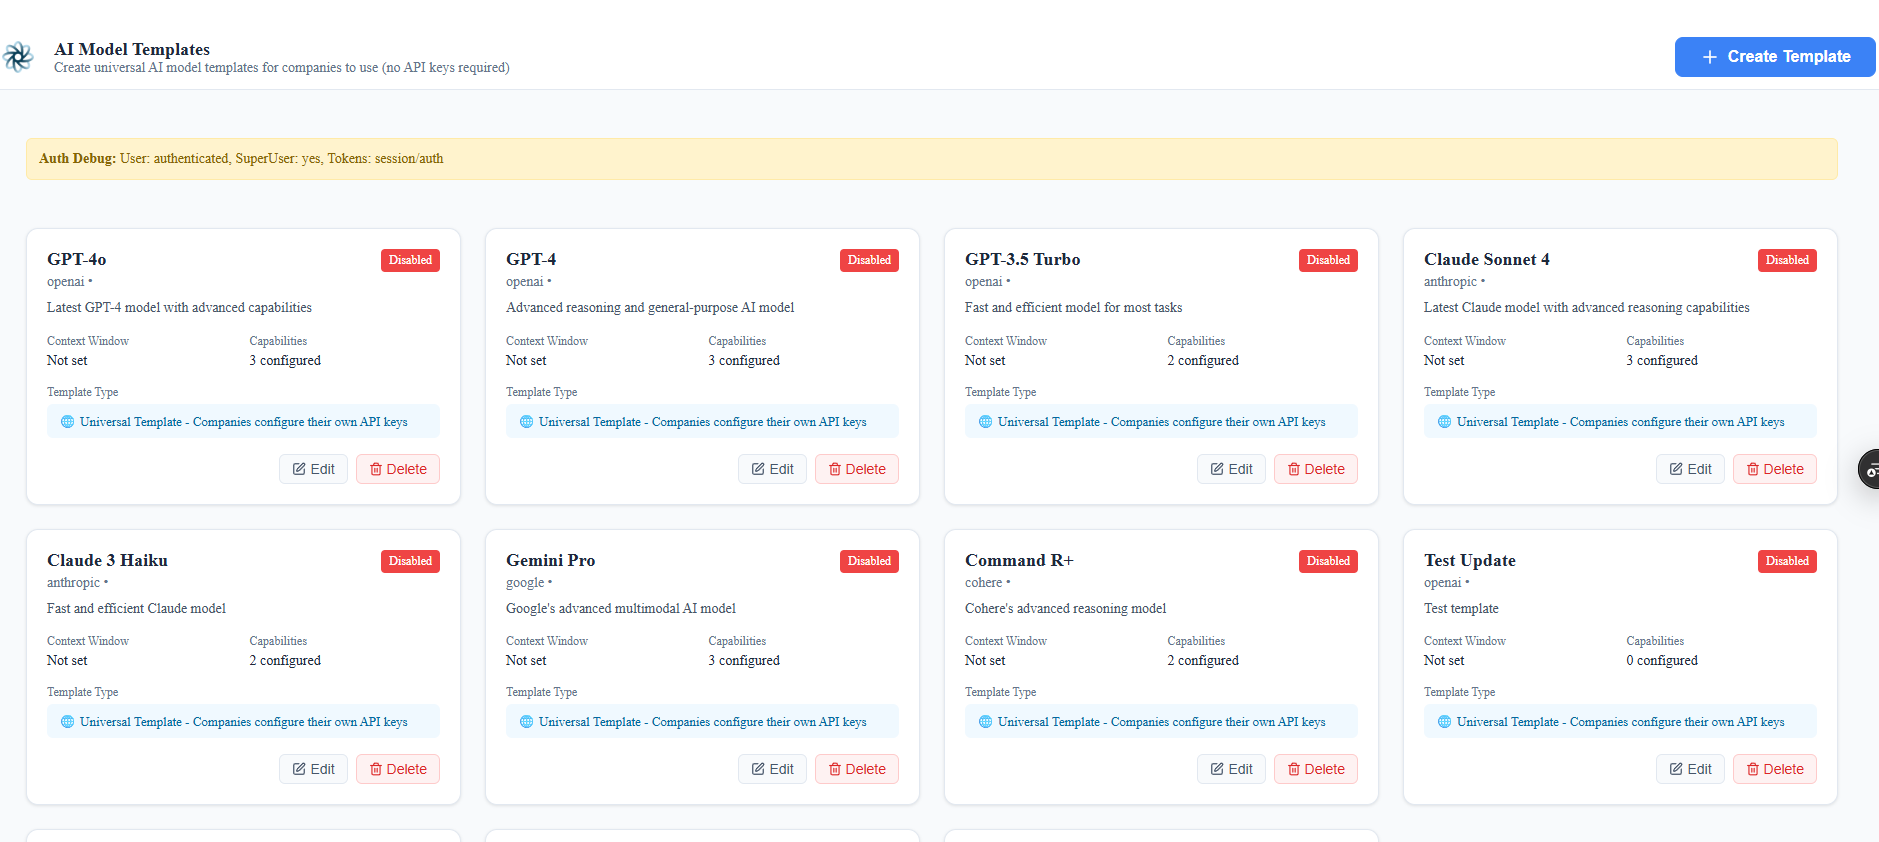 AI Model Templates
Create universal AI model templates for companies to use (no API keys required)
+ Create Template
Auth Debug: User: authenticated, SuperUser: yes, Tokens: session/auth
GPT-4o
Disabled
openai •
Latest GPT-4 model with advanced capabilities
Context Window
Not set
Capabilities
3 configured
Template Type
Universal Template - Companies configure their own API keys
Edit
Delete
GPT-4
Disabled
openai •
Advanced reasoning and general-purpose AI model
Context Window
Not set
Capabilities
3 configured
Template Type
Universal Template - Companies configure their own API keys
Edit
Delete
GPT-3.5 Turbo
Disabled
openai •
Fast and efficient model for most tasks
Context Window
Not set
Capabilities
2 configured
Template Type
Universal Template - Companies configure their own API keys
Edit
Delete
Claude Sonnet 4
Disabled
anthropic •
Latest Claude model with advanced reasoning capabilities
Context Window
Not set
Capabilities
3 configured
Template Type
Universal Template - Companies configure their own API keys
Edit
Delete
Claude 3 Haiku
Disabled
anthropic •
Fast and efficient Claude model
Context Window
Not set
Capabilities
2 configured
Template Type
Universal Template - Companies configure their own API keys
Edit
Delete
Gemini Pro
Disabled
google •
Google's advanced multimodal AI model
Context Window
Not set
Capabilities
3 configured
Template Type
Universal Template - Companies configure their own API keys
Edit
Delete
Command R+
Disabled
cohere •
Cohere's advanced reasoning model
Context Window
Not set
Capabilities
2 configured
Template Type
Universal Template - Companies configure their own API keys
Edit
Delete
Test Update
Disabled
openai •
Test template
Context Window
Not set
Capabilities
0 configured
Template Type
Universal Template - Companies configure their own API keys
Edit
Delete